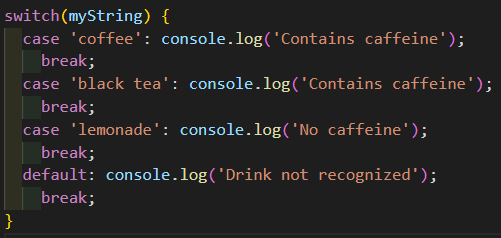 switch(myString) {
  case 'coffee': console.log('Contains caffeine');
    break;
  case 'black tea': console.log('Contains caffeine');
    break;
  case 'lemonade': console.log('No caffeine');
    break;
  default: console.log('Drink not recognized');
    break;
}